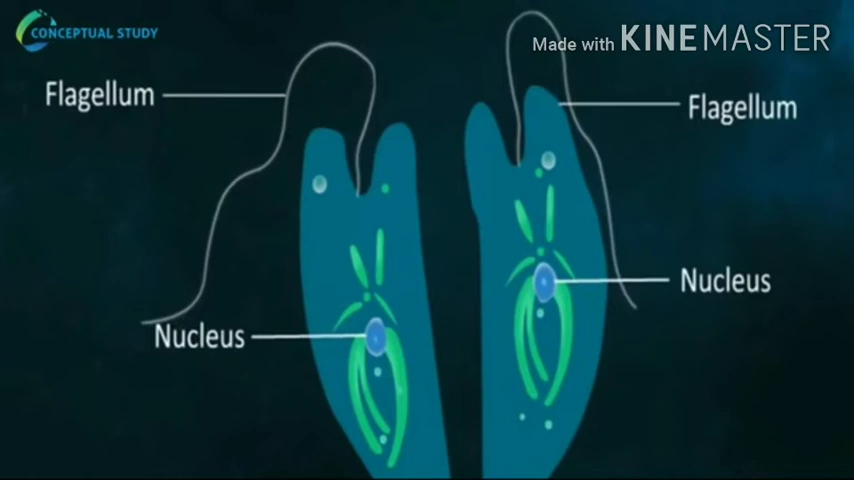 CONCEPTUAL STUDY
Made with KINEMASTER
Flagellum
Flagellum
Nucleus
Nucleus